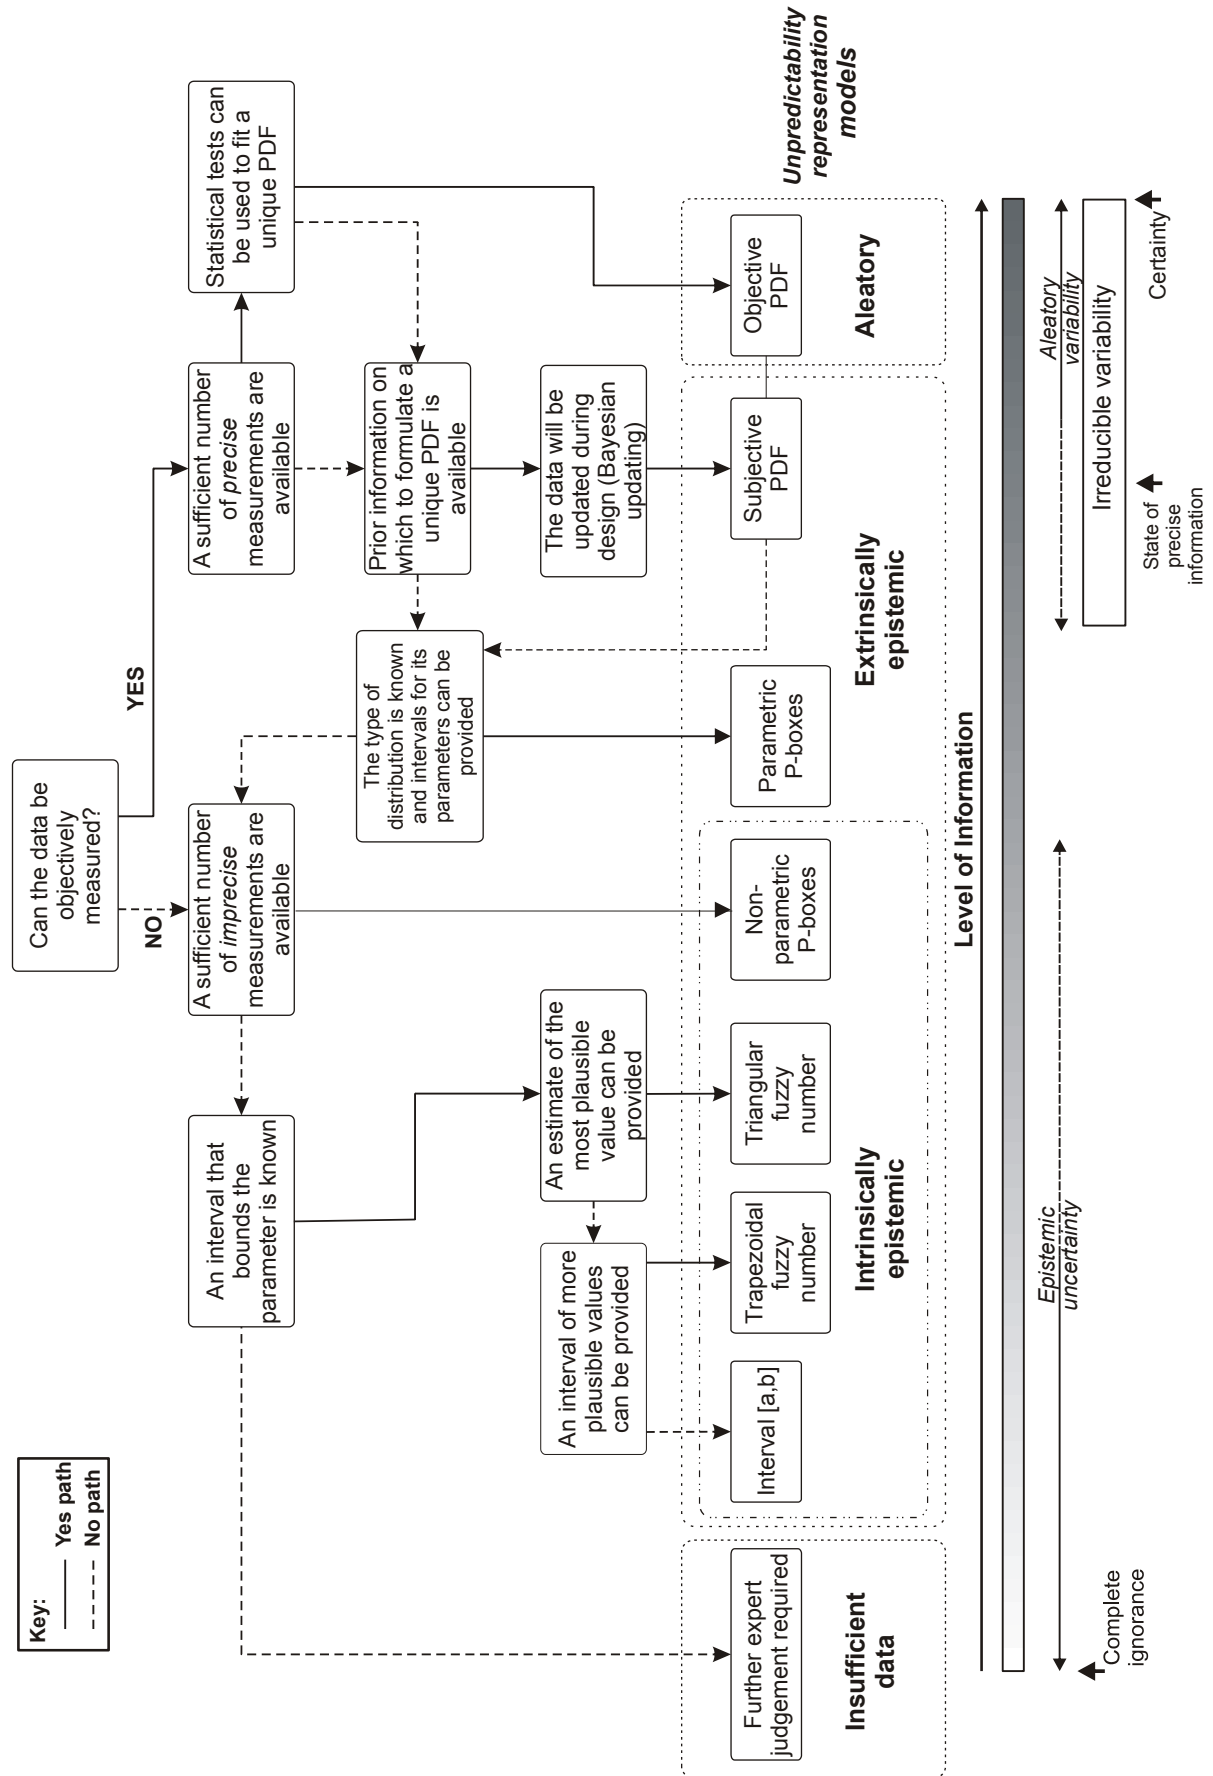 Key:
Yes path
No path
Can the data be
objectively
measured?
NO
YES
An interval that
bounds the
parameter is known
A sufficient number
of imprecise
measurements are
available
A sufficient number
of precise
measurements are
available
Statistical tests can
be used to fit a
unique PDF
The type of
distribution is known
and intervals for its
parameters can be
provided
Prior information on
which to formulate a
unique PDF is
available
An interval of more
plausible values
can be provided
An estimate of the
most plausible
value can be
provided
The data will be
updated during
design (Bayesian
updating)
Unpredictability
representation
models
Further expert
judgement required
Interval [a,b]
Trapezoidal
fuzzy
number
Triangular
fuzzy
number
Non-
parametric
P-boxes
Parametric
P-boxes
Subjective
PDF
Objective
PDF
Insufficient
data
Intrinsically
epistemic
Extrinsically
epistemic
Aleatory
Level of Information
Epistemic
uncertainty
Aleatory
variability
Irreducible variability
Complete
ignorance
State of
precise
information
Certainty